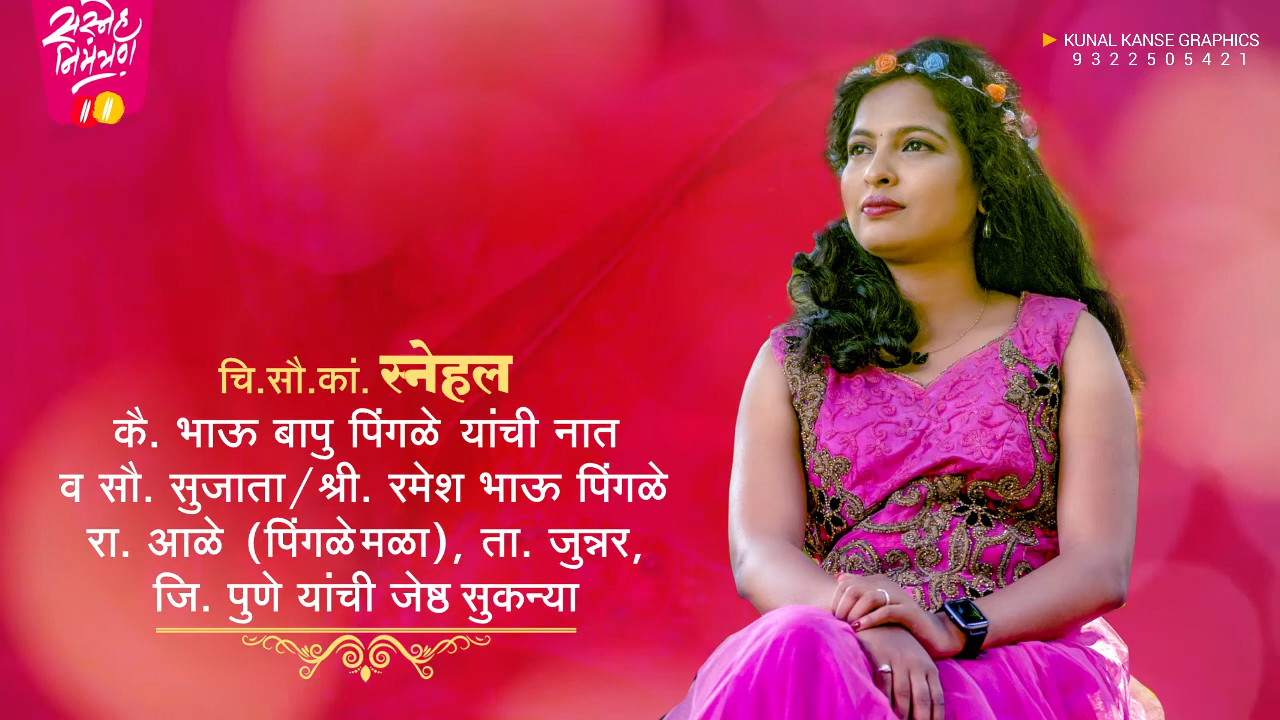 सस्नेह
निमंत्रण
KUNAL KANSE GRAPHICS
9322505421
चि.सौ.कां. स्नेहल
कै. भाऊ बापु पिंगळे यांची नात
व सौ. सुजाता/श्री. रमेश भाऊ पिंगळे
रा. आळे (पिंगळेमळा), ता. जुन्नर,
जि. पुणे यांची जेष्ठ सुकन्या